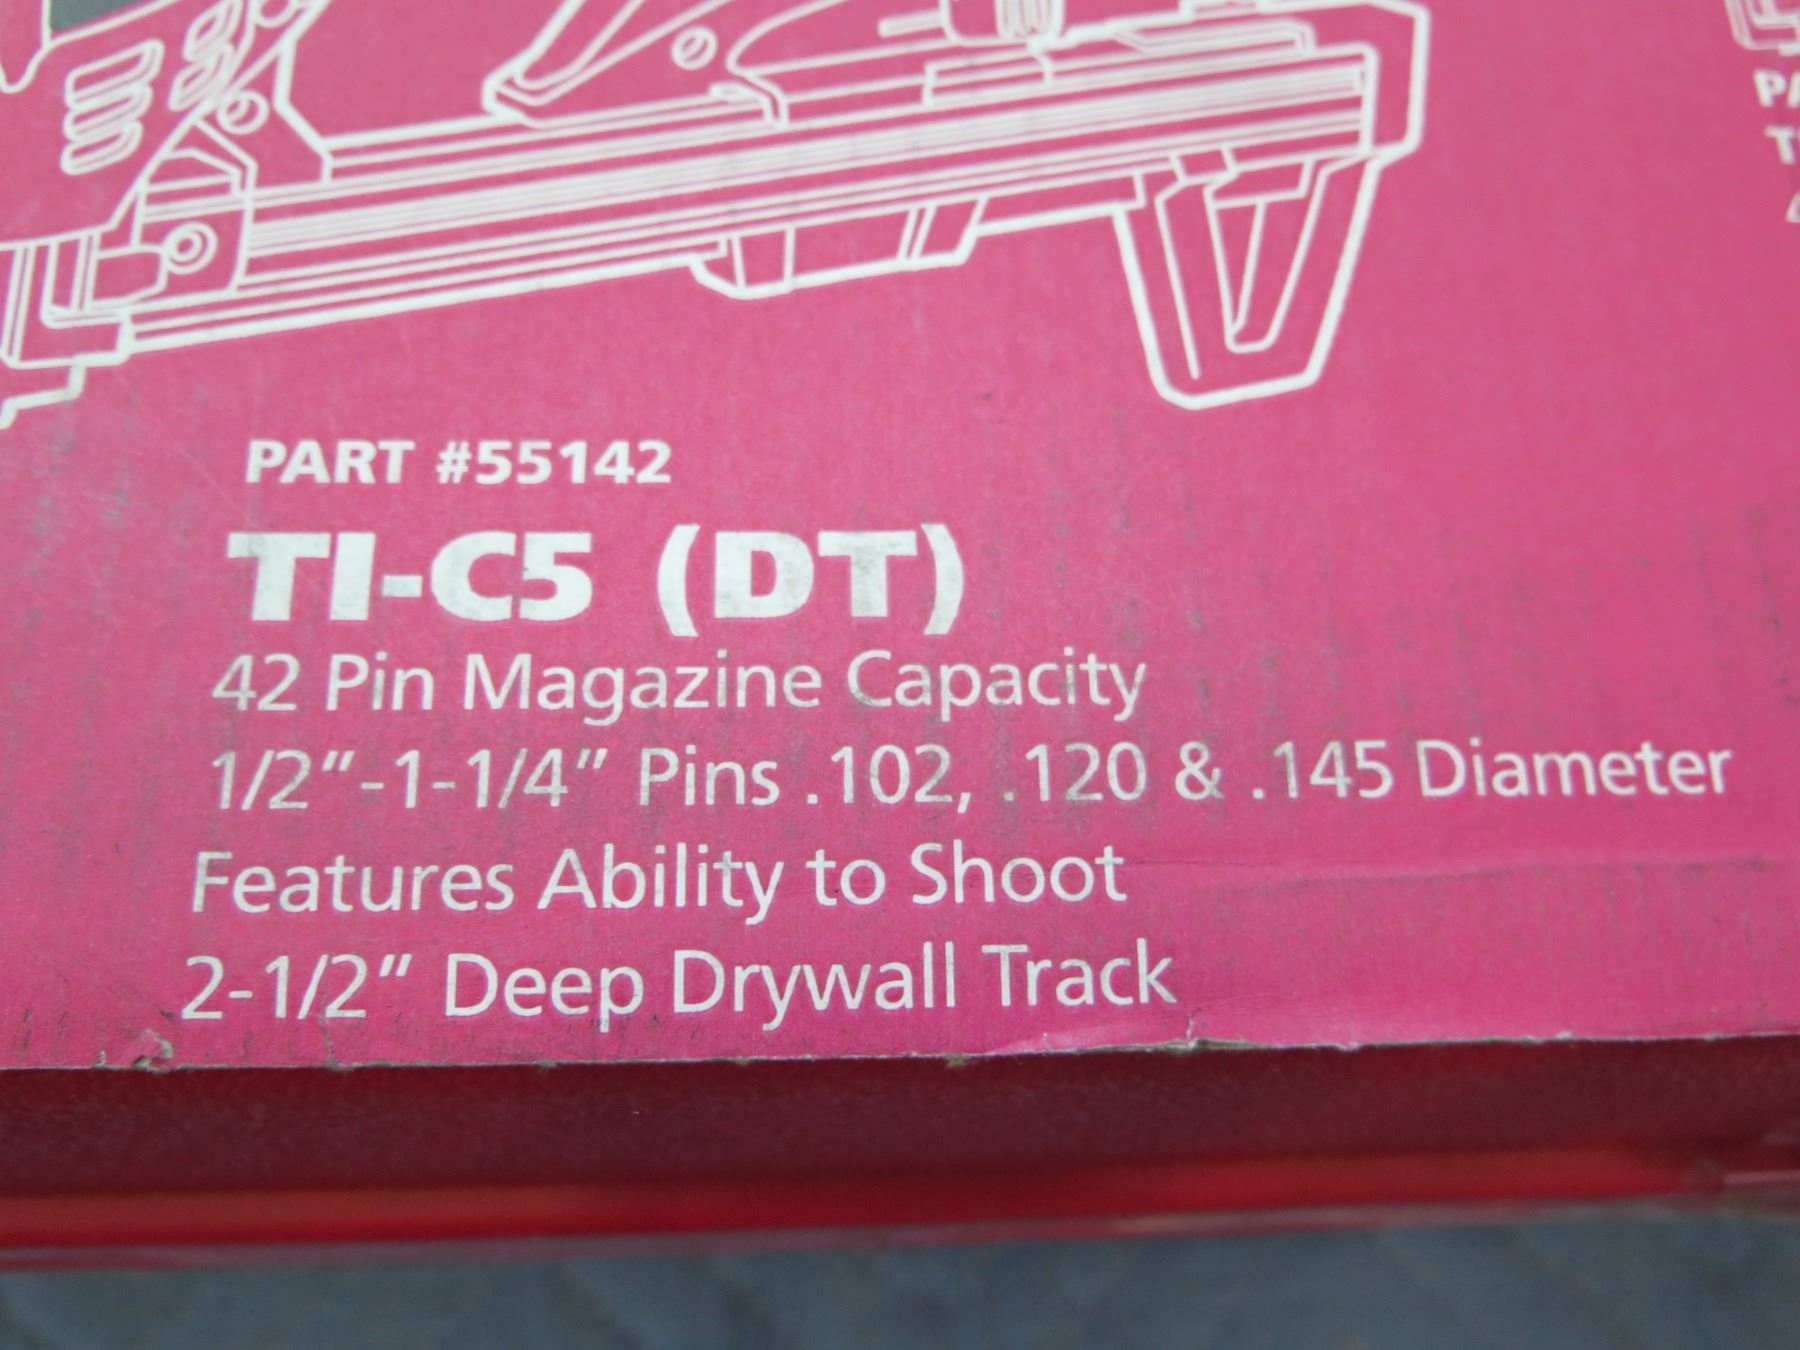 PART #55142
TI-C5 (DT)
42 Pin Magazine Capacity
1/2”-1-1/4” Pins .102, .120 & .145 Diameter
Features Ability to Shoot
2-1/2” Deep Drywall Track